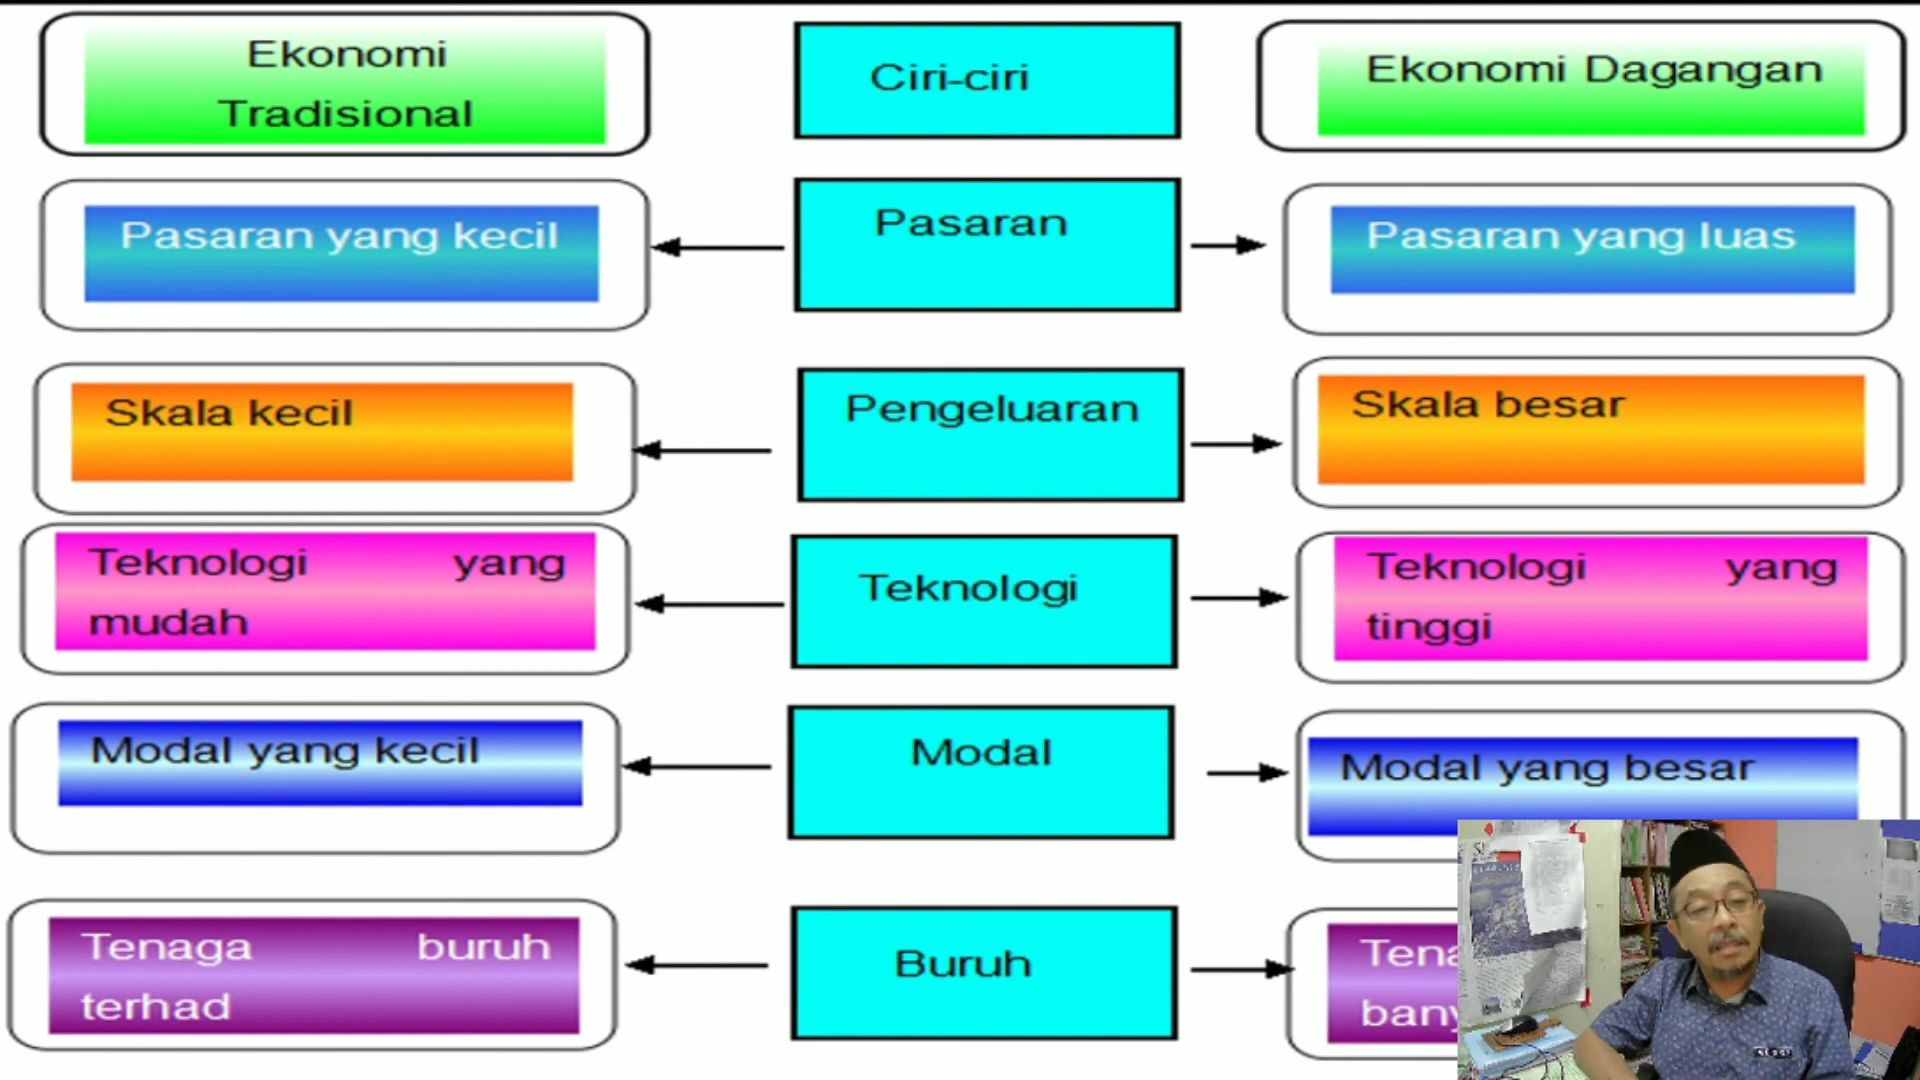 Ekonomi
Tradisional
Ciri-ciri
Ekonomi Dagangan
Pasaran yang kecil
Pasaran
Pasaran yang luas
Skala kecil
Pengeluaran
Skala besar
Teknologi yang
mudah
Teknologi
Teknologi yang
tinggi
Modal yang kecil
Modal
Modal yang besar
Tenaga buruh
terhad
Buruh